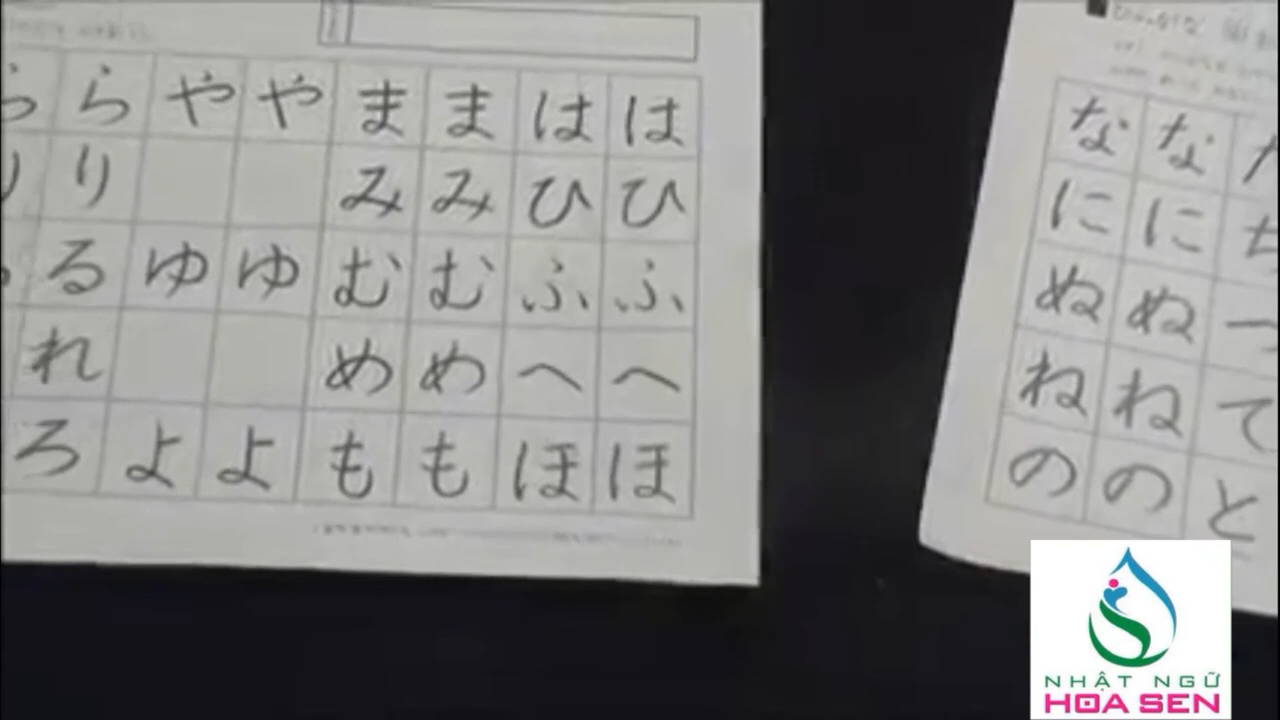 てと
なにぬねの
なにぬねの
はひふへほ
はひふへほ
まみむめも
まみむめも
やゆよ
やゆよ
らりるれろ
NHẬT NGỮ
HOA SEN